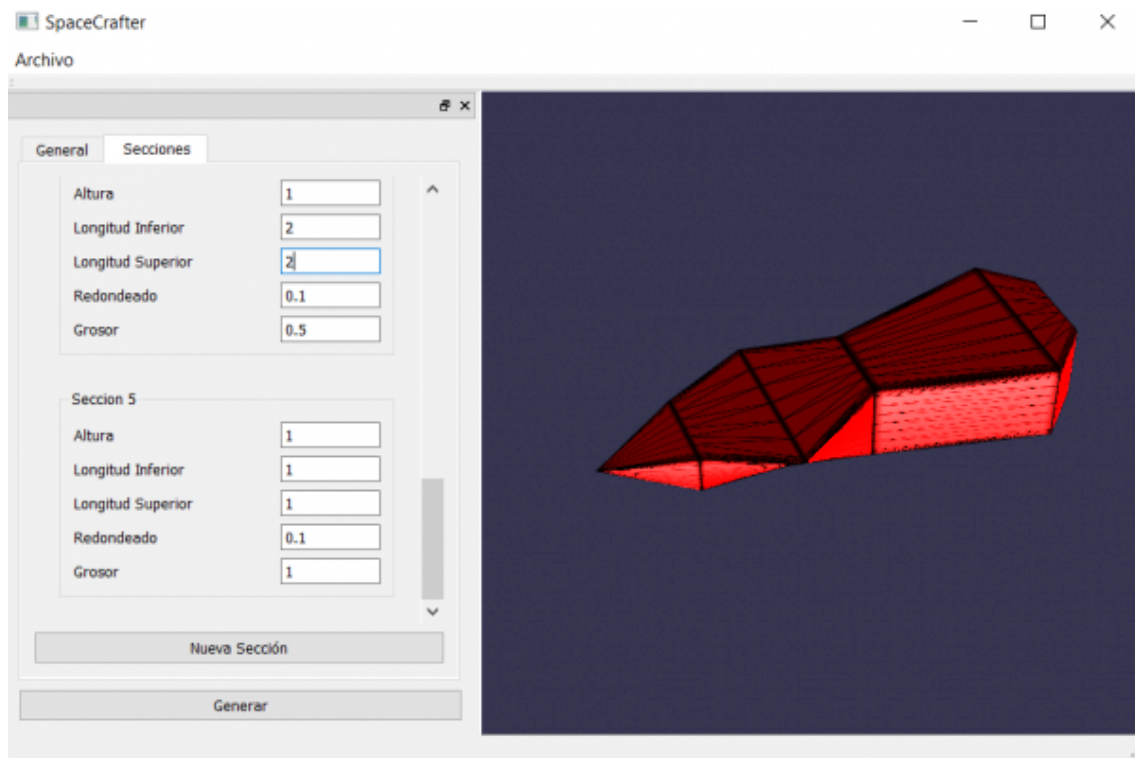 SpaceCrafter
Archivo
General Secciones
Altura 1
Longitud Inferior 2
Longitud Superior 2
Redondeado 0.1
Grosor 0.5
Seccion 5
Altura 1
Longitud Inferior 1
Longitud Superior 1
Redondeado 0.1
Grosor 1
Nueva Sección
Generar